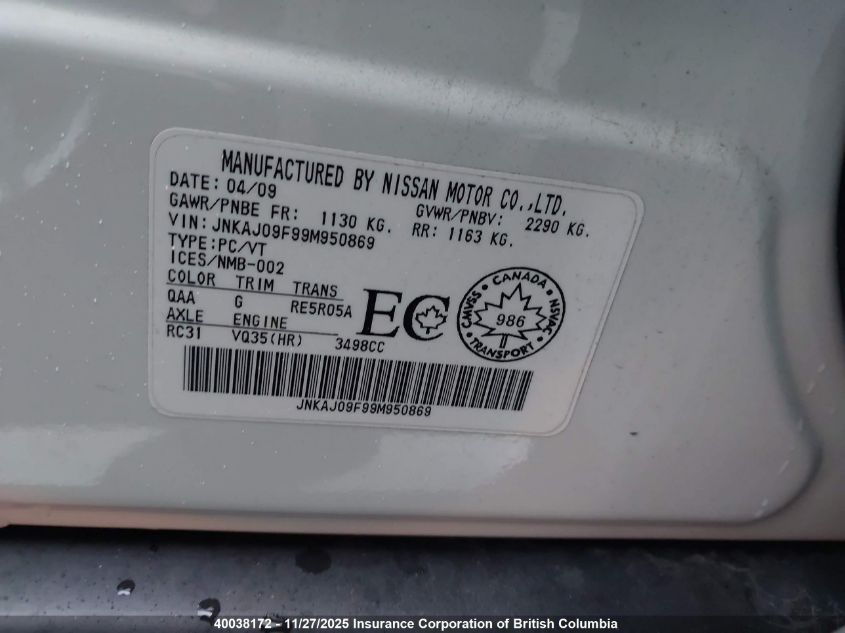 MANUFACTURED BY NISSAN MOTOR CO.,LTD.
DATE: 04/09 GVWR/PNBV: 2290 KG.
GAWR/PNBE FR: 1130 KG. RR: 1163 KG.
VIN: JNKAJ09F99M950869
TYPE:PC/VT
ICES/NMB-002
COLOR TRIM TRANS
QAA G RE5R05A
AXLE ENGINE
RC31 VQ35(HR) 3498CC
EC
CANADA
CMVSS 986 NSVAC
TRANSPORT
JNKAJ09F99M950869
40038172 - 11/27/2025 Insurance Corporation of British Columbia